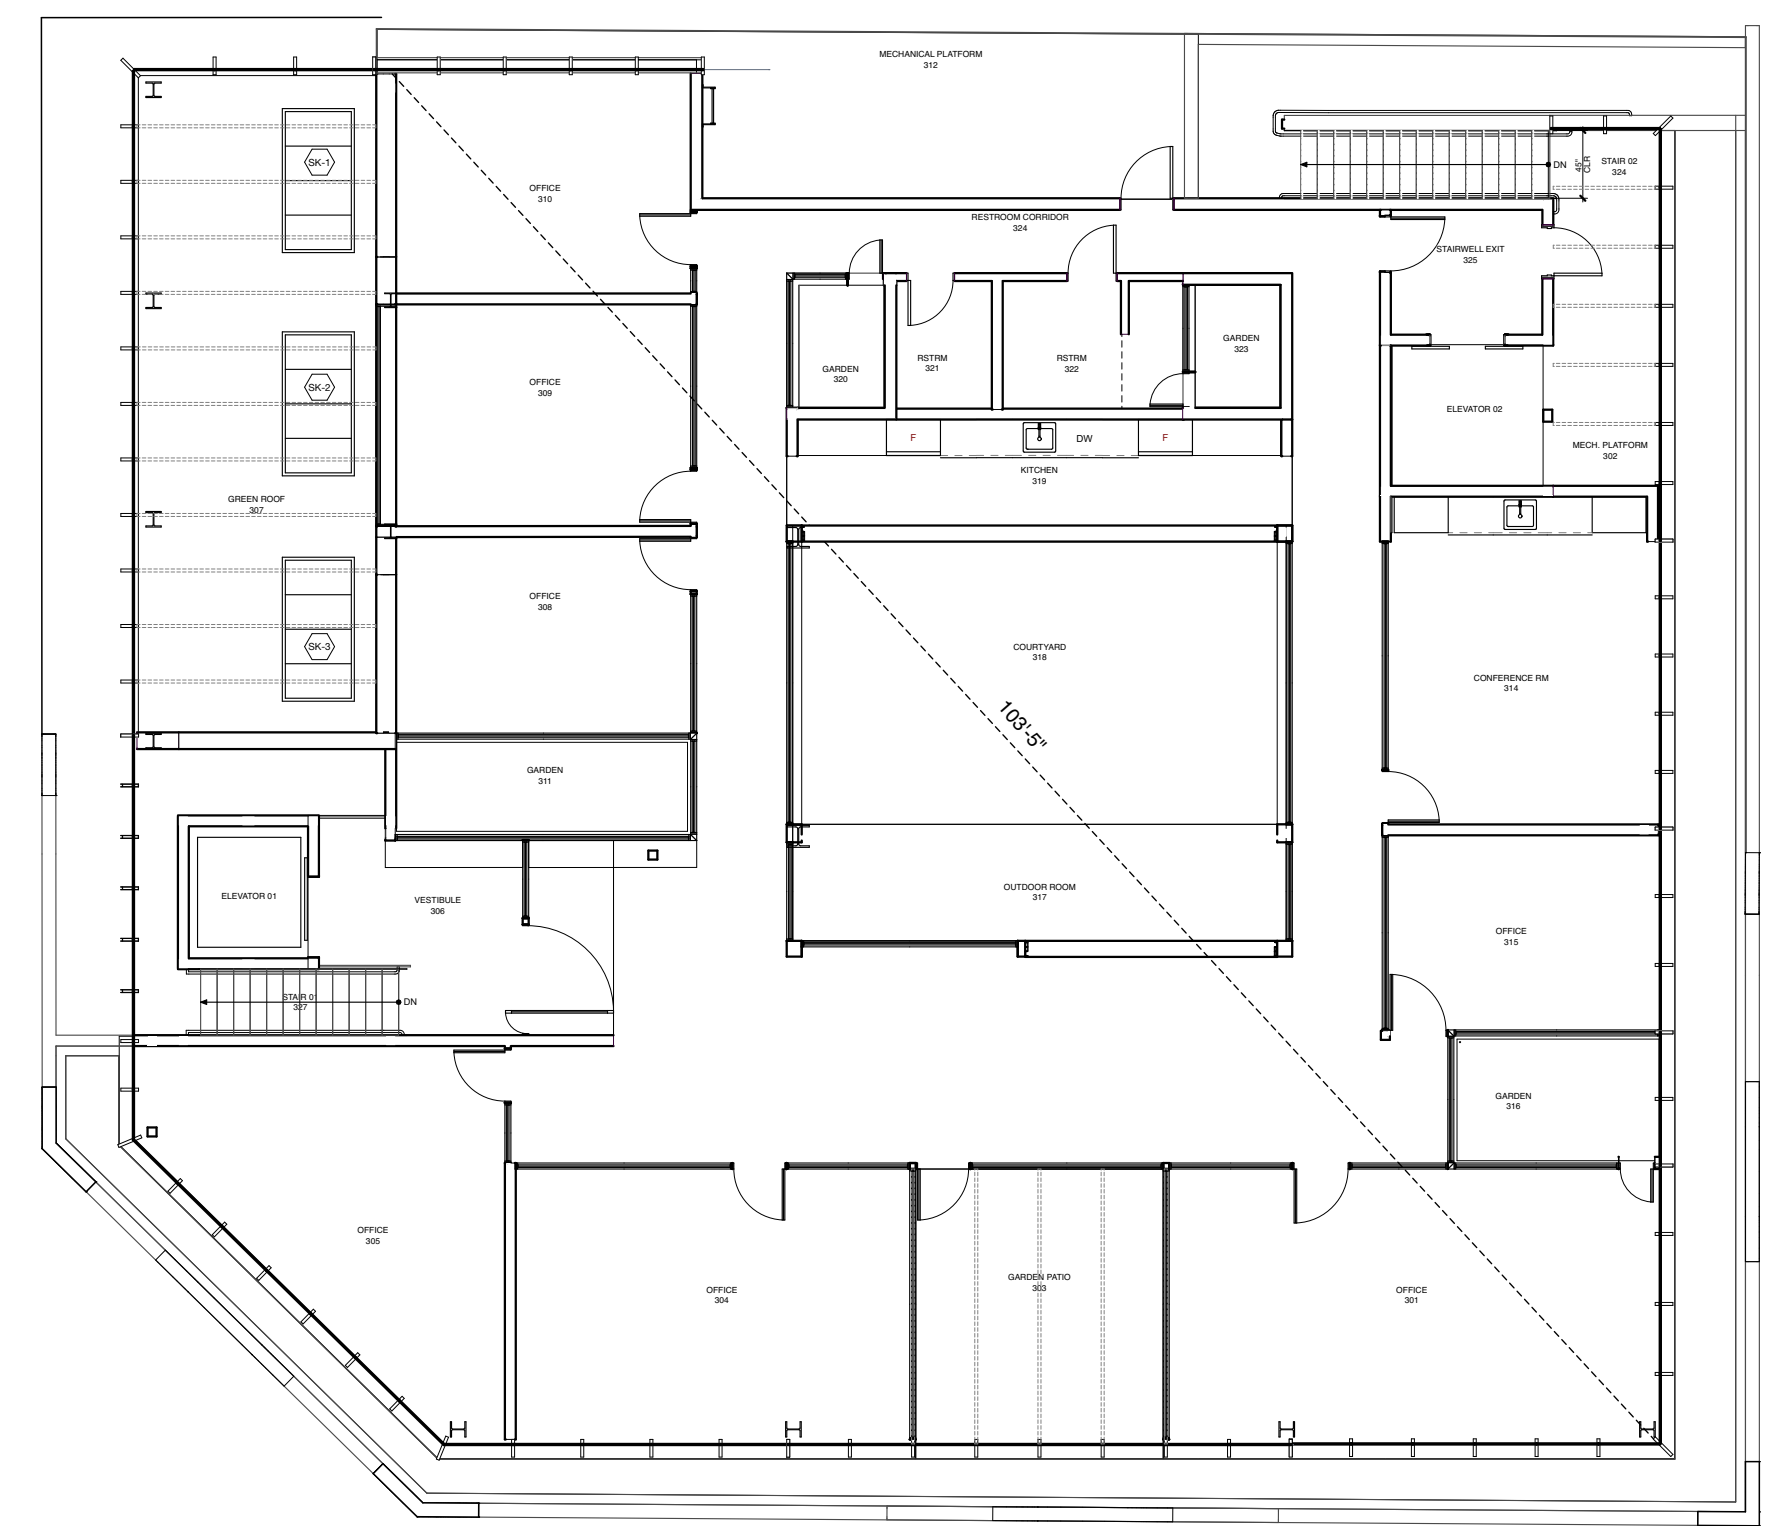 MECHANICAL PLATFORM
312
SK-1
OFFICE
310
DN
45"
CLR
STAIR 02
324
RESTROOM CORRIDOR
324
STAIRWELL EXIT
325
GARDEN
320
RSTRM
321
RSTRM
322
GARDEN
323
SK-2
OFFICE
309
ELEVATOR 02
F
DW
F
MECH. PLATFORM
302
KITCHEN
319
GREEN ROOF
307
OFFICE
308
SK-3
COURTYARD
318
CONFERENCE RM
314
103'-5"
GARDEN
311
ELEVATOR 01
VESTIBULE
306
OUTDOOR ROOM
317
OFFICE
315
STAIR 01
327
DN
GARDEN
316
OFFICE
305
OFFICE
304
GARDEN PATIO
303
OFFICE
301